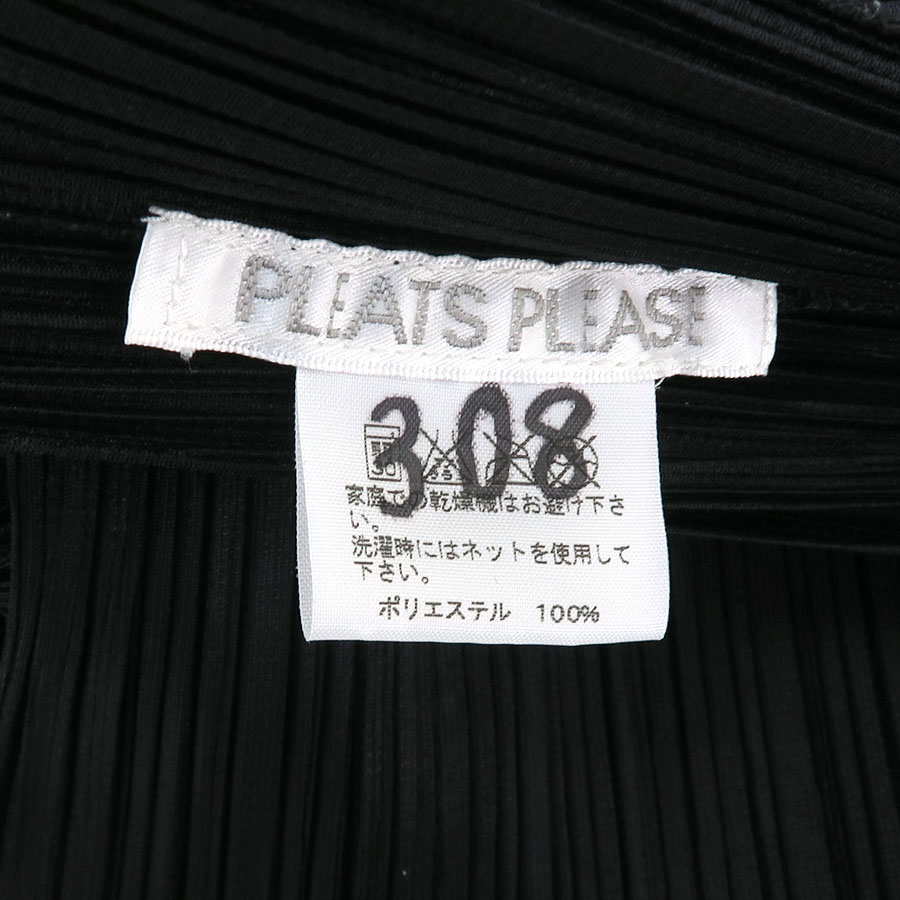 PLEATS PLEASE
308
家庭での乾燥機はお避け下さ
い。
洗濯時にはネットを使用して
下さい。
ポリエステル 100%